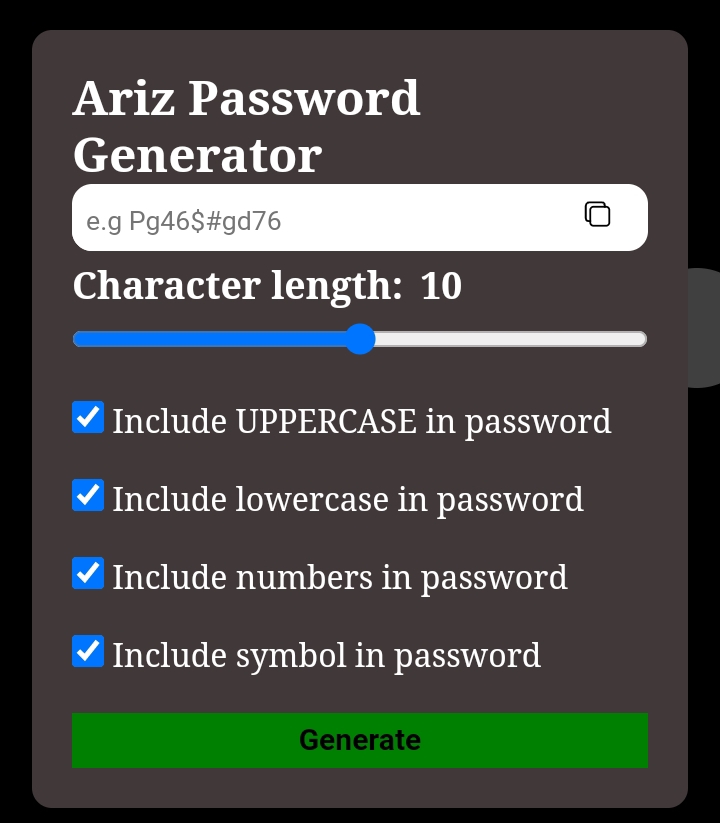 Ariz Password
Generator
e.g Pg46$#gd76
Character length: 10
Include UPPERCASE in password
Include lowercase in password
Include numbers in password
Include symbol in password
Generate